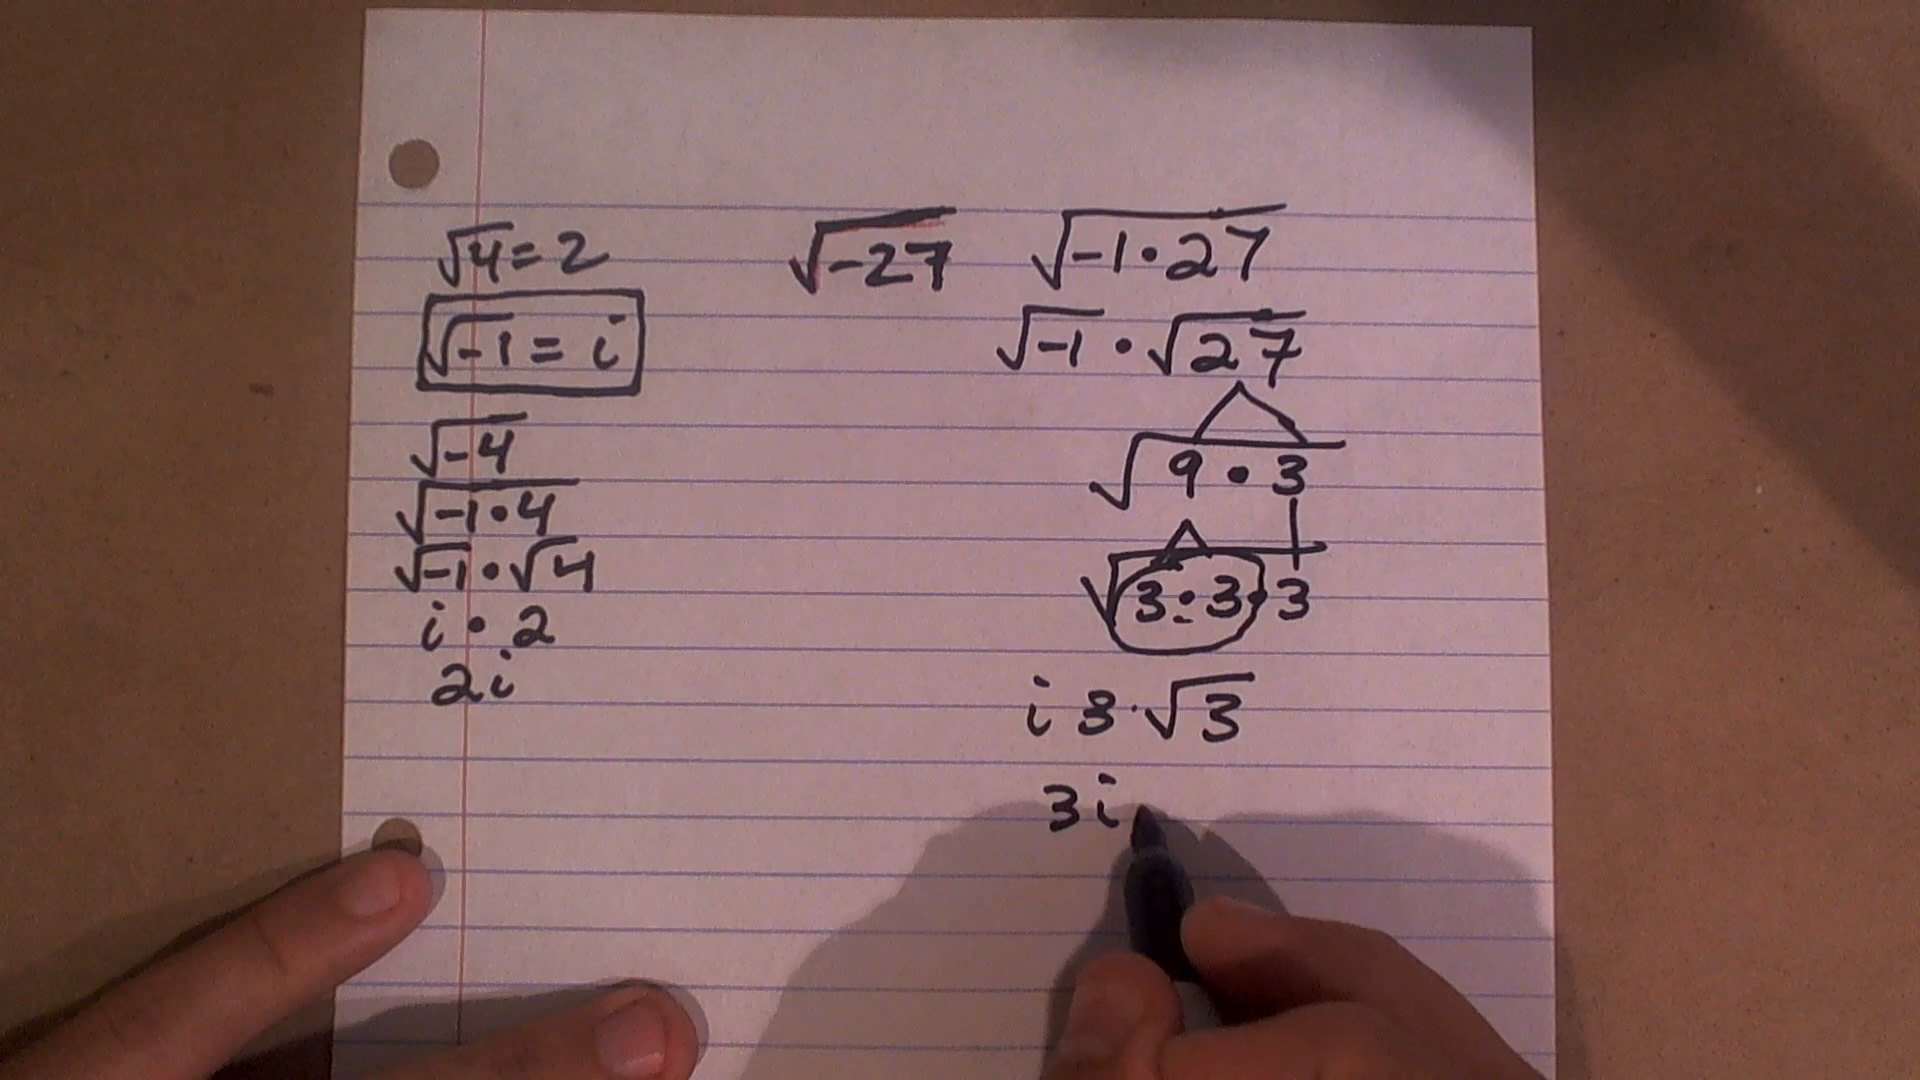 √4 = 2
√-1 = i
√-4
√-1·4
√-1·√4
i·2
2i
√-27
√-1·27
√-1·√27
√9·3
√3·3·3
i 3·√3
3i